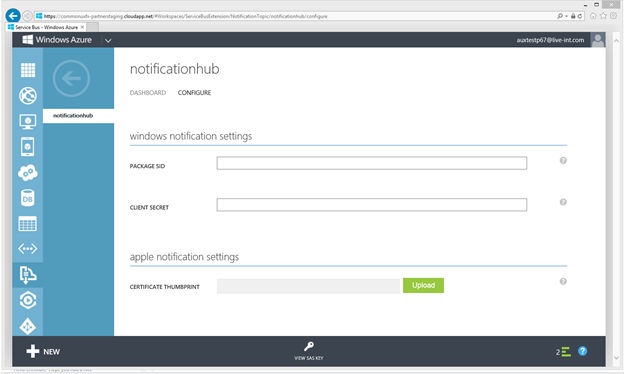 https://commonuxfx-partnerstaging.cloudapp.net/#Workspaces/ServiceBusExtension/NotificationTopic/notificationhub/configure
Service Bus - Windows Azure
Windows Azure
auxtestp67@live-int.com
notificationhub
DASHBOARD CONFIGURE
notificationhub
windows notification settings
PACKAGE SID
?
CLIENT SECRET
?
DB
apple notification settings
CERTIFICATE THUMBPRINT
Upload
?
NEW
VIEW SAS KEY
2
?